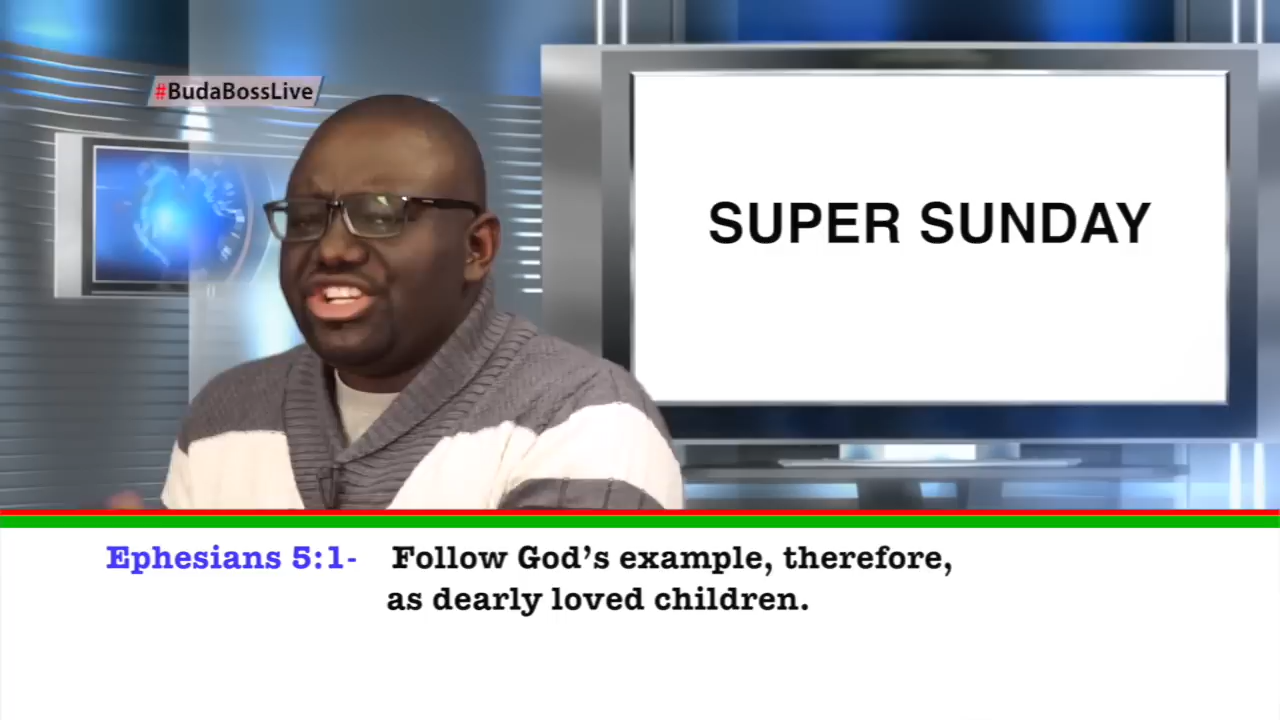 #BudaBossLive
SUPER SUNDAY
Ephesians 5:1- Follow God's example, therefore,
as dearly loved children.